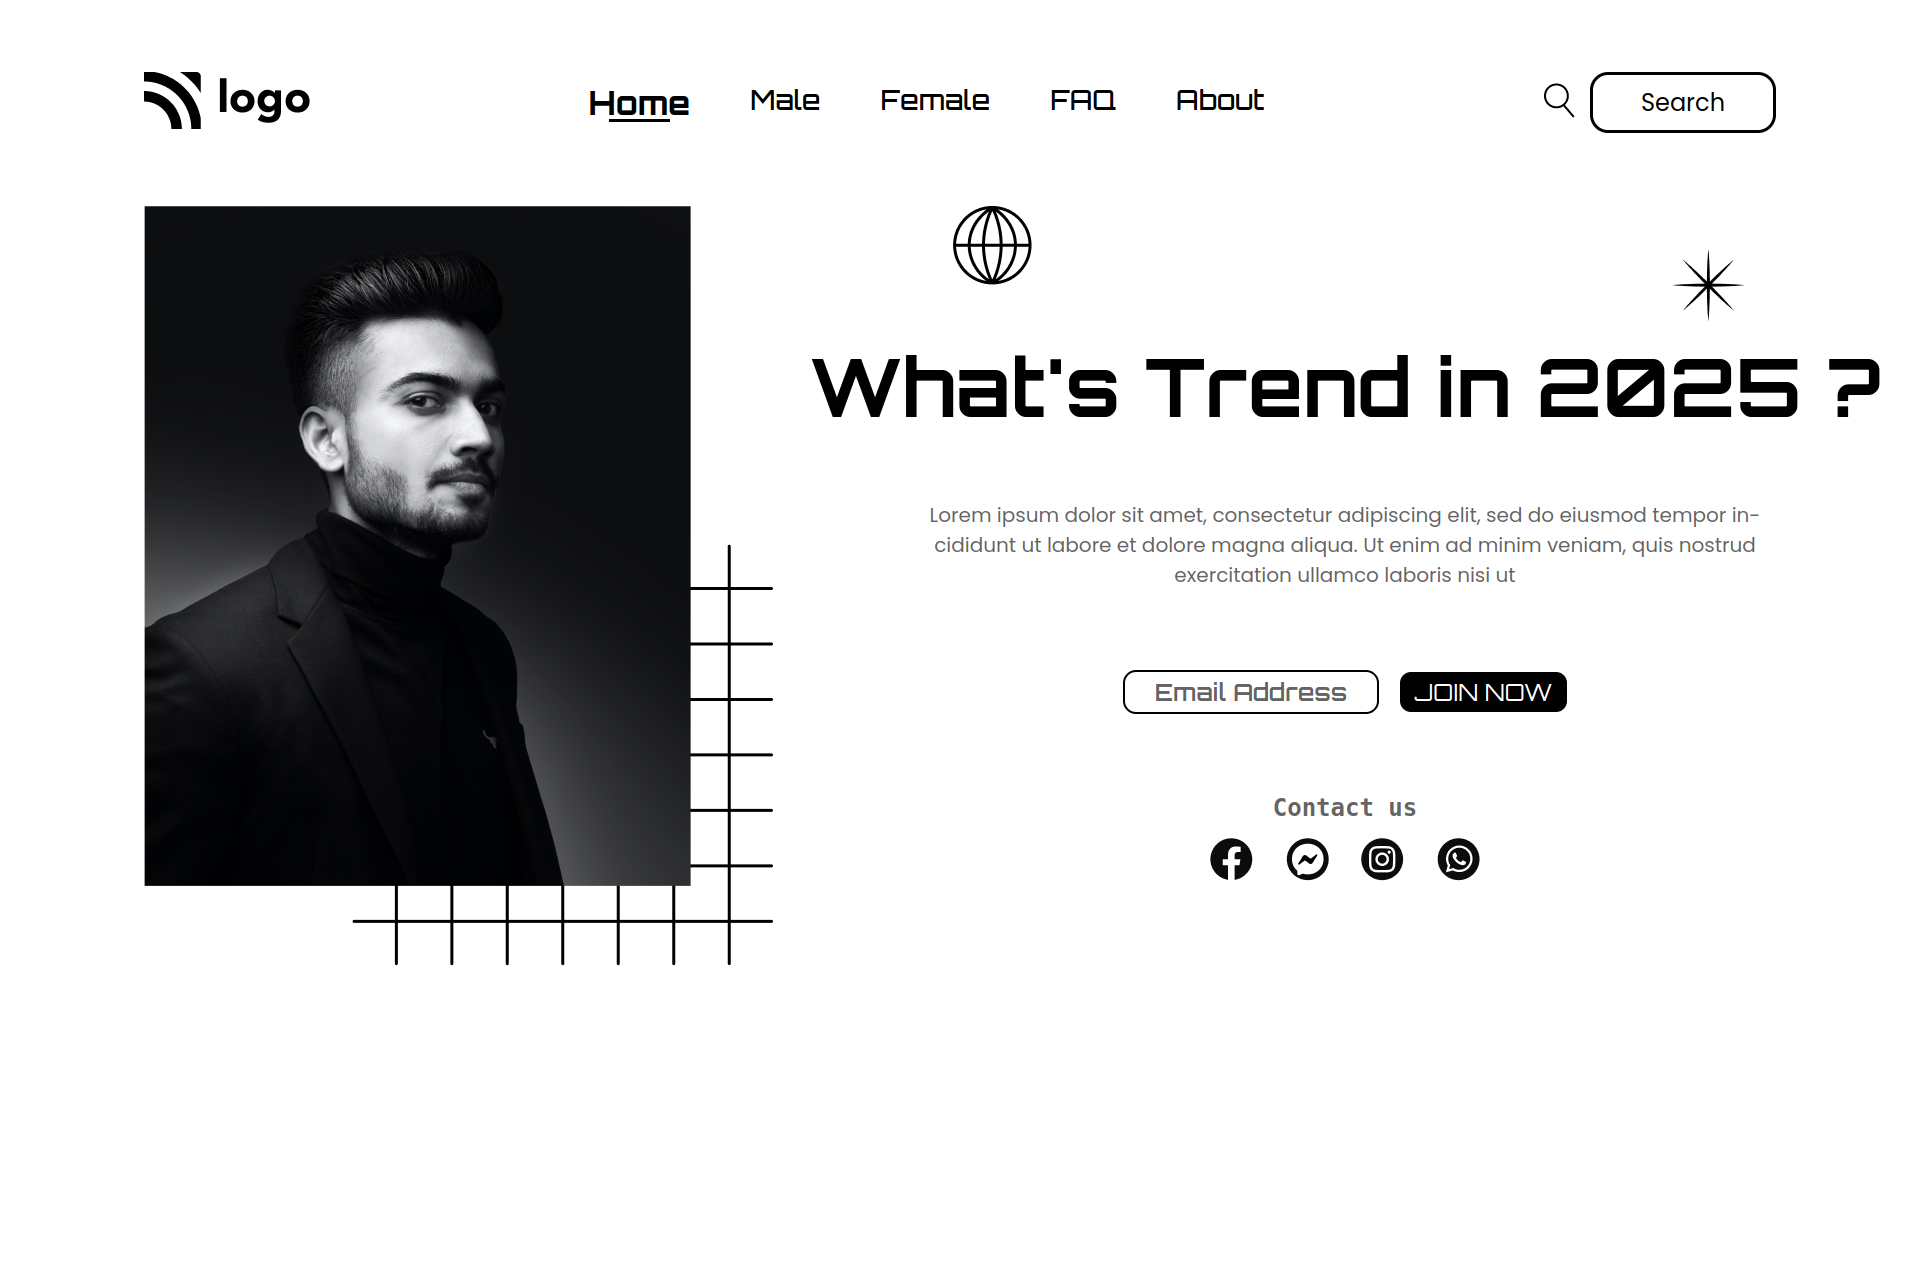 logo
Home
Male
Female
FAQ
About
Search
What's Trend in 2025 ?
Lorem ipsum dolor sit amet, consectetur adipiscing elit, sed do eiusmod tempor in-
cididunt ut labore et dolore magna aliqua. Ut enim ad minim veniam, quis nostrud
exercitation ullamco laboris nisi ut
Email Address
JOIN NOW
Contact us